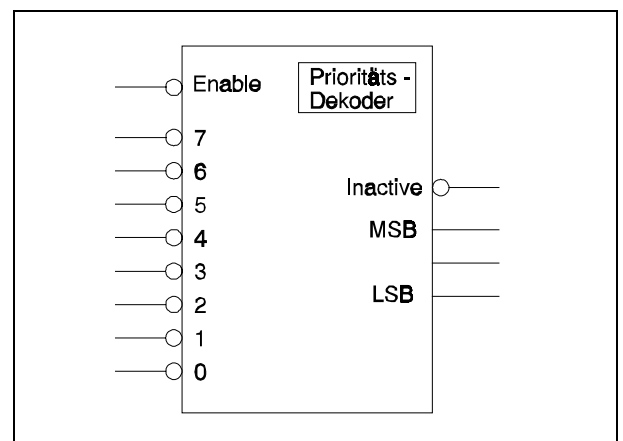 Enable
Prioritäts -
Dekoder
7
6
5
4
3
2
1
0
Inactive
MSB
LSB